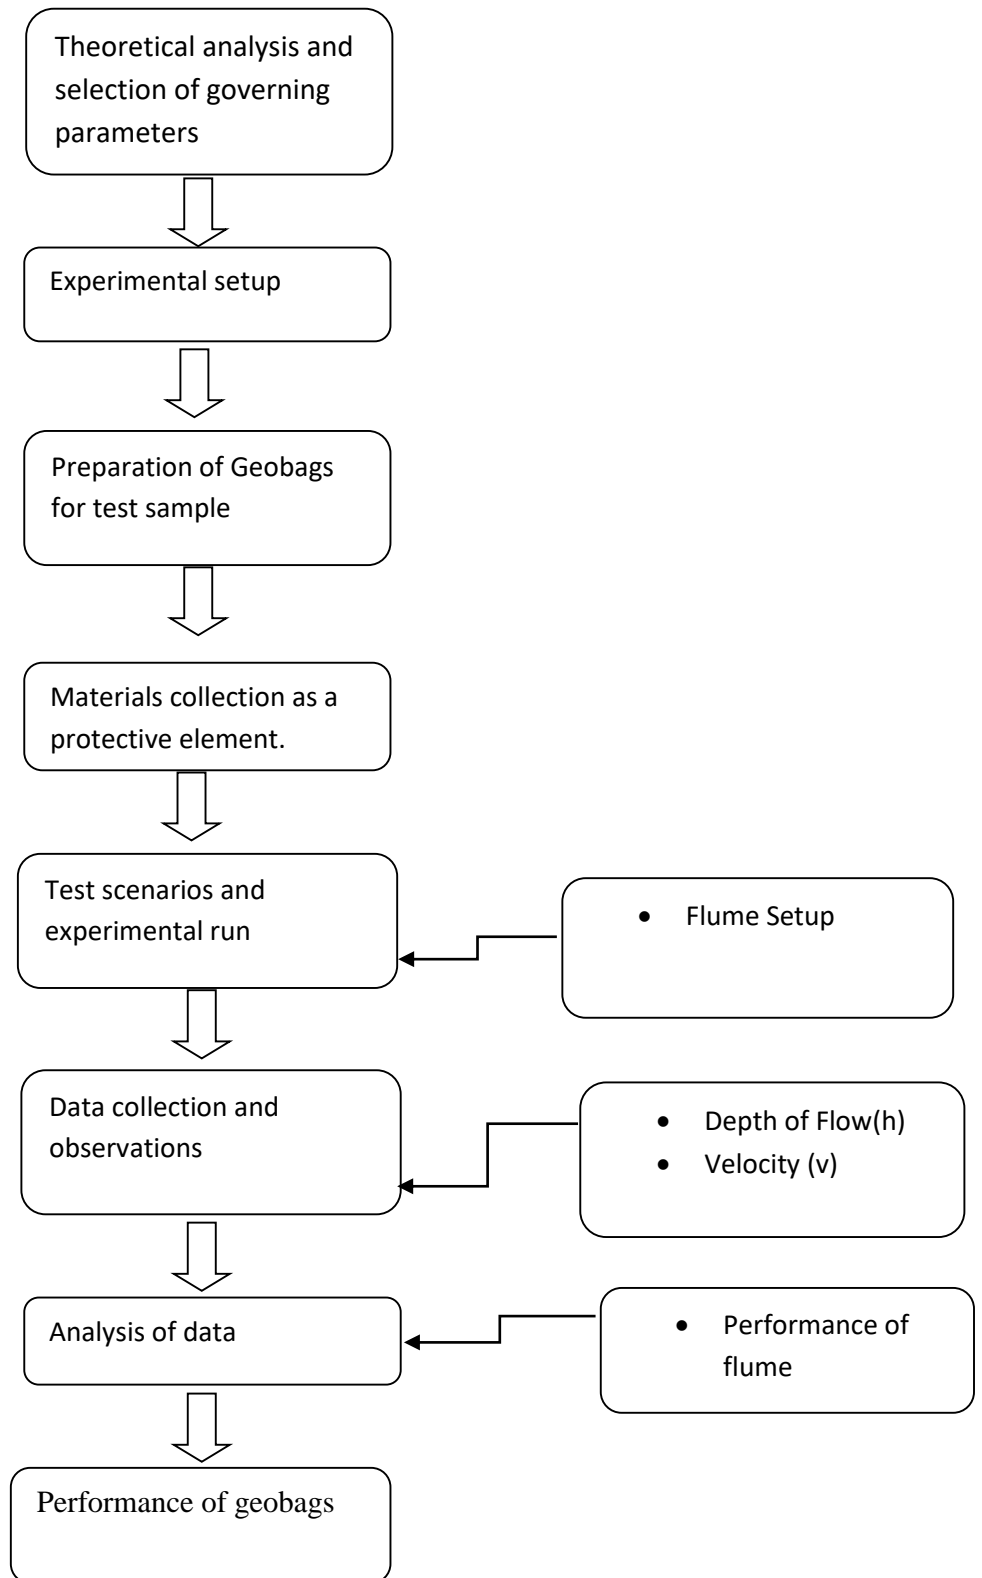 Theoretical analysis and
selection of governing
parameters
Experimental setup
Preparation of Geobags
for test sample
Materials collection as a
protective element.
Test scenarios and
experimental run
• Flume Setup
Data collection and
observations
• Depth of Flow(h)
• Velocity (v)
Analysis of data
• Performance of
flume
Performance of geobags